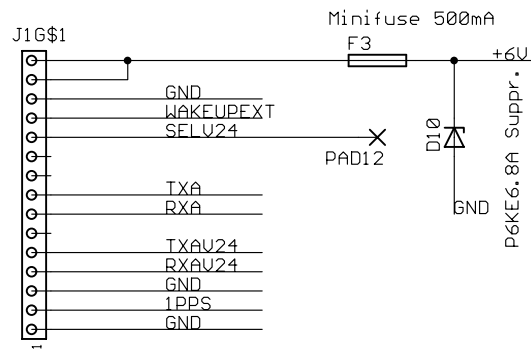 Minifuse 500mA
J1G$1
F3
+6V
GND
WAKEUPEXT
SELV24
PAD12
D10
P6KE6.8A Suppr.
TXA
RXA
GND
TXAV24
RXAV24
GND
1PPS
GND
1